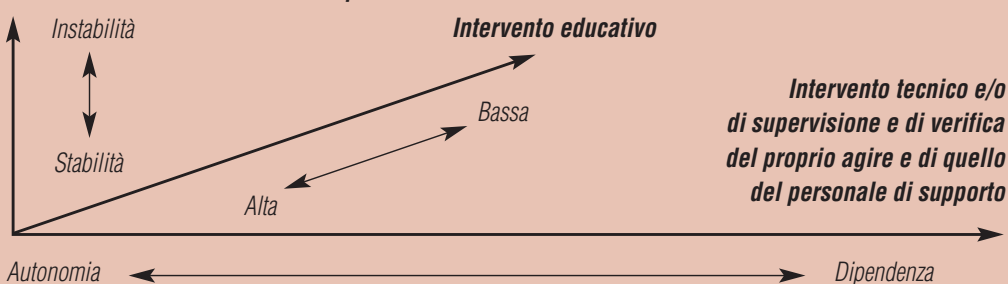 Instabilità
Intervento educativo
Intervento tecnico e/o
di supervisione e di verifica
del proprio agire e di quello
del personale di supporto
Bassa
Stabilità
Alta
Autonomia
Dipendenza